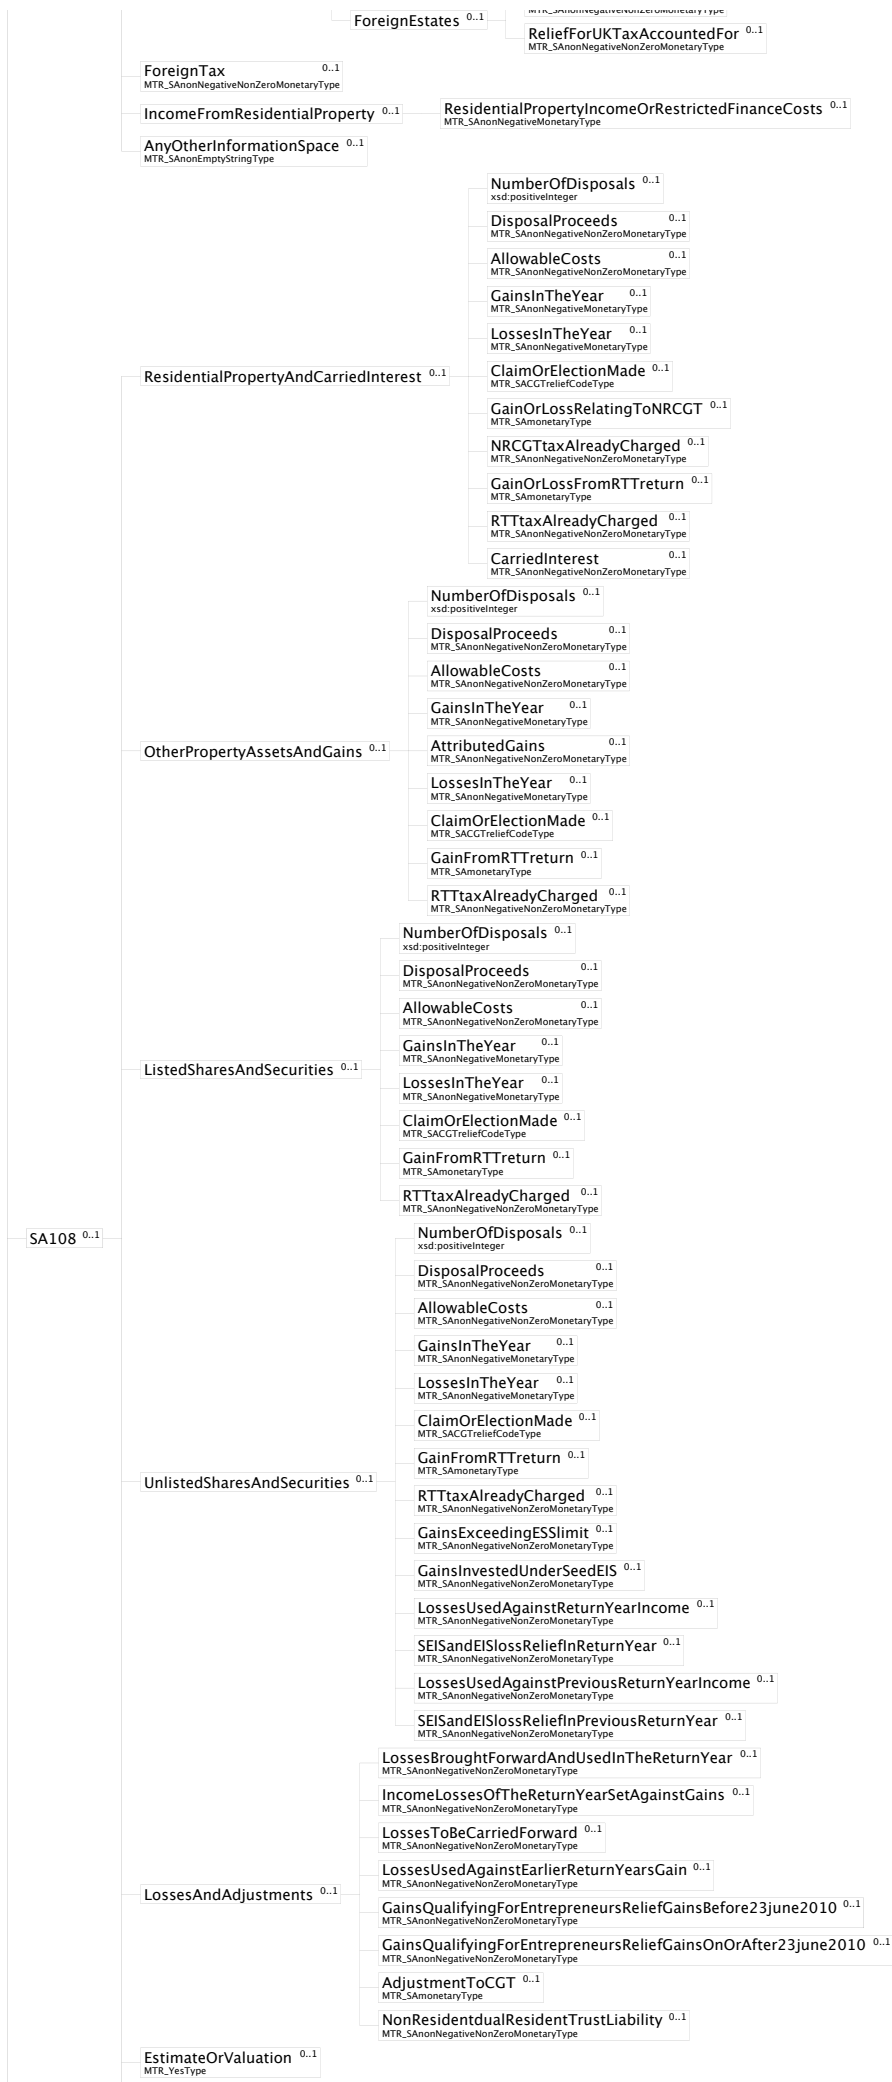 MTR_SAnonNegativeNonZeroMonetaryType
ForeignEstates 0..1
ReliefForUKTaxAccountedFor 0..1
MTR_SAnonNegativeNonZeroMonetaryType
ForeignTax 0..1
MTR_SAnonNegativeNonZeroMonetaryType
IncomeFromResidentialProperty 0..1
ResidentialPropertyIncomeOrRestrictedFinanceCosts 0..1
MTR_SAnonNegativeMonetaryType
AnyOtherInformationSpace 0..1
MTR_SAnonEmptyStringType
SA108 0..1
ResidentialPropertyAndCarriedInterest 0..1
NumberOfDisposals 0..1
xsd:positiveInteger
DisposalProceeds 0..1
MTR_SAnonNegativeNonZeroMonetaryType
AllowableCosts 0..1
MTR_SAnonNegativeNonZeroMonetaryType
GainsInTheYear 0..1
MTR_SAnonNegativeMonetaryType
LossesInTheYear 0..1
MTR_SAnonNegativeMonetaryType
ClaimOrElectionMade 0..1
MTR_SACGTreliefCodeType
GainOrLossRelatingToNRCGT 0..1
MTR_SAmonetaryType
NRCGTtaxAlreadyCharged 0..1
MTR_SAnonNegativeNonZeroMonetaryType
GainOrLossFromRTTreturn 0..1
MTR_SAmonetaryType
RTTtaxAlreadyCharged 0..1
MTR_SAnonNegativeNonZeroMonetaryType
CarriedInterest 0..1
MTR_SAnonNegativeNonZeroMonetaryType
OtherPropertyAssetsAndGains 0..1
NumberOfDisposals 0..1
xsd:positiveInteger
DisposalProceeds 0..1
MTR_SAnonNegativeNonZeroMonetaryType
AllowableCosts 0..1
MTR_SAnonNegativeNonZeroMonetaryType
GainsInTheYear 0..1
MTR_SAnonNegativeMonetaryType
AttributedGains 0..1
MTR_SAnonNegativeNonZeroMonetaryType
LossesInTheYear 0..1
MTR_SAnonNegativeMonetaryType
ClaimOrElectionMade 0..1
MTR_SACGTreliefCodeType
GainFromRTTreturn 0..1
MTR_SAmonetaryType
RTTtaxAlreadyCharged 0..1
MTR_SAnonNegativeNonZeroMonetaryType
ListedSharesAndSecurities 0..1
NumberOfDisposals 0..1
xsd:positiveInteger
DisposalProceeds 0..1
MTR_SAnonNegativeNonZeroMonetaryType
AllowableCosts 0..1
MTR_SAnonNegativeNonZeroMonetaryType
GainsInTheYear 0..1
MTR_SAnonNegativeMonetaryType
LossesInTheYear 0..1
MTR_SAnonNegativeMonetaryType
ClaimOrElectionMade 0..1
MTR_SACGTreliefCodeType
GainFromRTTreturn 0..1
MTR_SAmonetaryType
RTTtaxAlreadyCharged 0..1
MTR_SAnonNegativeNonZeroMonetaryType
UnlistedSharesAndSecurities 0..1
NumberOfDisposals 0..1
xsd:positiveInteger
DisposalProceeds 0..1
MTR_SAnonNegativeNonZeroMonetaryType
AllowableCosts 0..1
MTR_SAnonNegativeNonZeroMonetaryType
GainsInTheYear 0..1
MTR_SAnonNegativeMonetaryType
LossesInTheYear 0..1
MTR_SAnonNegativeMonetaryType
ClaimOrElectionMade 0..1
MTR_SACGTreliefCodeType
GainFromRTTreturn 0..1
MTR_SAmonetaryType
RTTtaxAlreadyCharged 0..1
MTR_SAnonNegativeNonZeroMonetaryType
GainsExceedingESSlimit 0..1
MTR_SAnonNegativeNonZeroMonetaryType
GainsInvestedUnderSeedEIS 0..1
MTR_SAnonNegativeNonZeroMonetaryType
LossesUsedAgainstReturnYearIncome 0..1
MTR_SAnonNegativeNonZeroMonetaryType
SEISandEISlossReliefInReturnYear 0..1
MTR_SAnonNegativeNonZeroMonetaryType
LossesUsedAgainstPreviousReturnYearIncome 0..1
MTR_SAnonNegativeNonZeroMonetaryType
SEISandEISlossReliefInPreviousReturnYear 0..1
MTR_SAnonNegativeNonZeroMonetaryType
LossesAndAdjustments 0..1
LossesBroughtForwardAndUsedInTheReturnYear 0..1
MTR_SAnonNegativeNonZeroMonetaryType
IncomeLossesOfTheReturnYearSetAgainstGains 0..1
MTR_SAnonNegativeNonZeroMonetaryType
LossesToBeCarriedForward 0..1
MTR_SAnonNegativeNonZeroMonetaryType
LossesUsedAgainstEarlierReturnYearsGain 0..1
MTR_SAnonNegativeNonZeroMonetaryType
GainsQualifyingForEntrepreneursReliefGainsBefore23june2010 0..1
MTR_SAnonNegativeNonZeroMonetaryType
GainsQualifyingForEntrepreneursReliefGainsOnOrAfter23june2010 0..1
MTR_SAnonNegativeNonZeroMonetaryType
AdjustmentToCGT 0..1
MTR_SAmonetaryType
NonResidentdualResidentTrustLiability 0..1
MTR_SAnonNegativeNonZeroMonetaryType
EstimateOrValuation 0..1
MTR_YesType